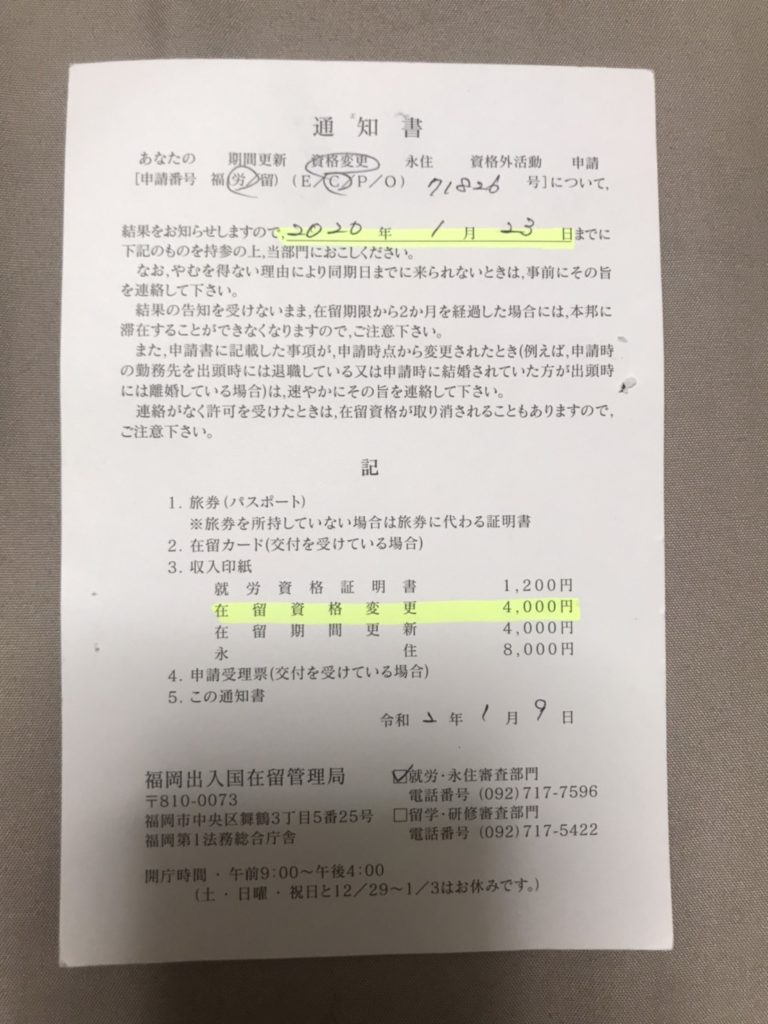 通知書
あなたの 期間更新 資格変更 永住 資格外活動 申請
[申請番号 福(労/留) (E/C/P/O) 71826 号]について,
結果をお知らせしますので, 2020 年 1 月 23 日までに
下記のものを持参の上,当部門におこしください。
なお,やむを得ない理由により同期日までに来られないときは,事前にその旨
を連絡して下さい。
結果の告知を受けないまま,在留期限から2か月を経過した場合には,本邦に
滞在することができなくなりますので,ご注意下さい。
また,申請書に記載した事項が,申請時点から変更されたとき(例えば,申請時
の勤務先を出頭時には退職している又は申請時に結婚されていた方が出頭時
には離婚している場合)は,速やかにその旨を連絡して下さい。
連絡がなく許可を受けたときは,在留資格が取り消されることもありますので,
ご注意下さい。
記
1. 旅券(パスポート)
※旅券を所持していない場合は旅券に代わる証明書
2. 在留カード(交付を受けている場合)
3. 収入印紙
就労資格証明書 1,200円
在留資格変更 4,000円
在留期間更新 4,000円
永住 8,000円
4. 申請受理票(交付を受けている場合)
5. この通知書
令和 2 年 1 月 9 日
福岡出入国在留管理局
〒810-0073
福岡市中央区舞鶴3丁目5番25号
福岡第1法務総合庁舎
☑就労・永住審査部門
電話番号 (092)717-7596
□留学・研修審査部門
電話番号 (092)717-5422
開庁時間・午前9:00〜午後4:00
(土・日曜・祝日と12/29〜1/3はお休みです。)